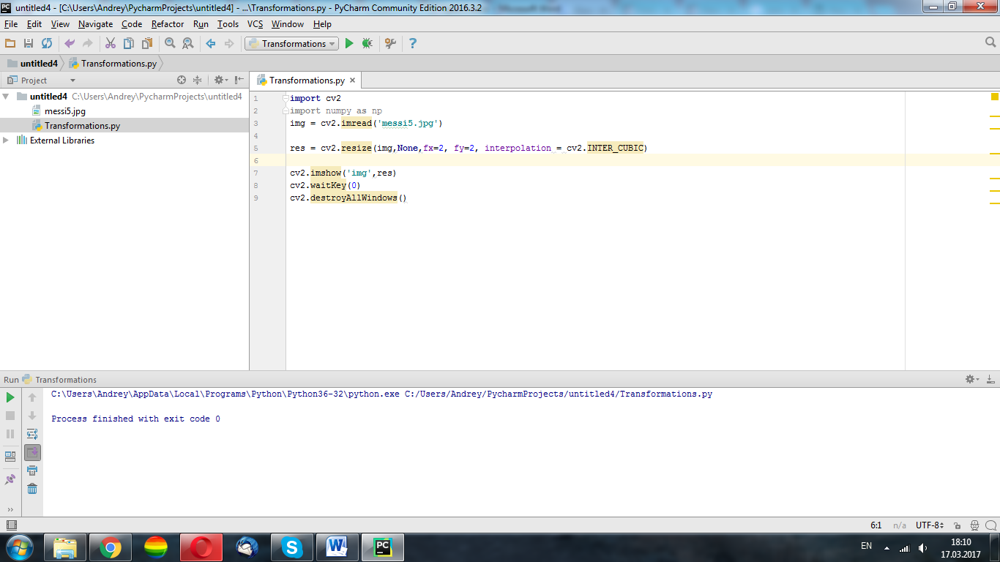 untitled4 - [C:\Users\Andrey\PycharmProjects\untitled4] - ...\Transformations.py - PyCharm Community Edition 2016.3.2
File Edit View Navigate Code Refactor Run Tools VCS Window Help
Transformations
untitled4 Transformations.py
Project
Transformations.py
untitled4 C:\Users\Andrey\PycharmProjects\untitled4
messi5.jpg
Transformations.py
External Libraries
1 import cv2
2 import numpy as np
3 img = cv2.imread('messi5.jpg')
4
5 res = cv2.resize(img,None,fx=2, fy=2, interpolation = cv2.INTER_CUBIC)
6
7 cv2.imshow('img',res)
8 cv2.waitKey(0)
9 cv2.destroyAllWindows()
Run Transformations
C:\Users\Andrey\AppData\Local\Programs\Python\Python36-32\python.exe C:/Users/Andrey/PycharmProjects/untitled4/Transformations.py
Process finished with exit code 0
6:1 n/a UTF-8
EN 18:10
17.03.2017